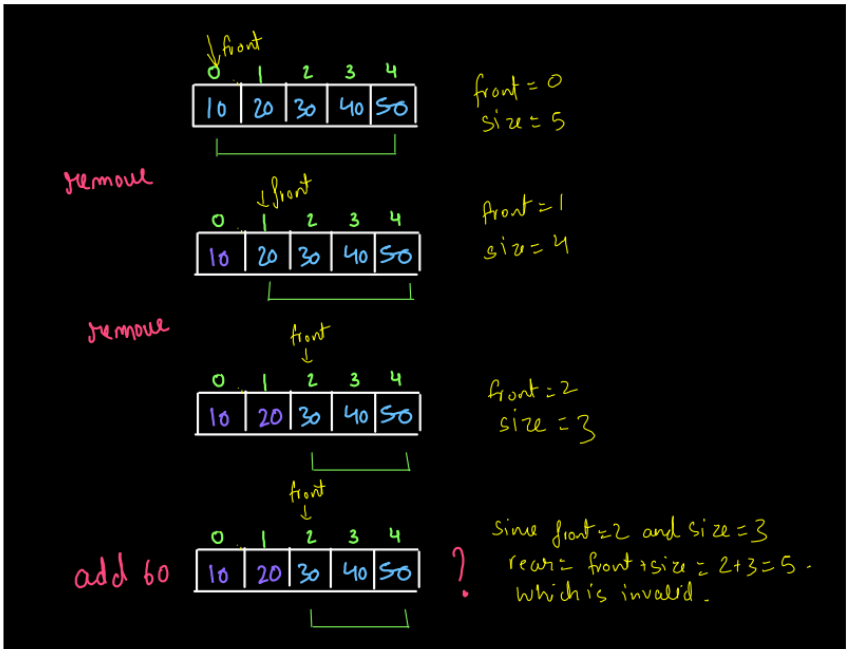 front
0 1 2 3 4
10 20 30 40 50
front = 0
size = 5
remove
front
0 1 2 3 4
10 20 30 40 50
front = 1
size = 4
remove
front
0 1 2 3 4
10 20 30 40 50
front = 2
size = 3
front
0 1 2 3 4
add 60
10 20 30 40 50
?
since front = 2 and size = 3
rear = front + size = 2+3 = 5.
which is invalid.